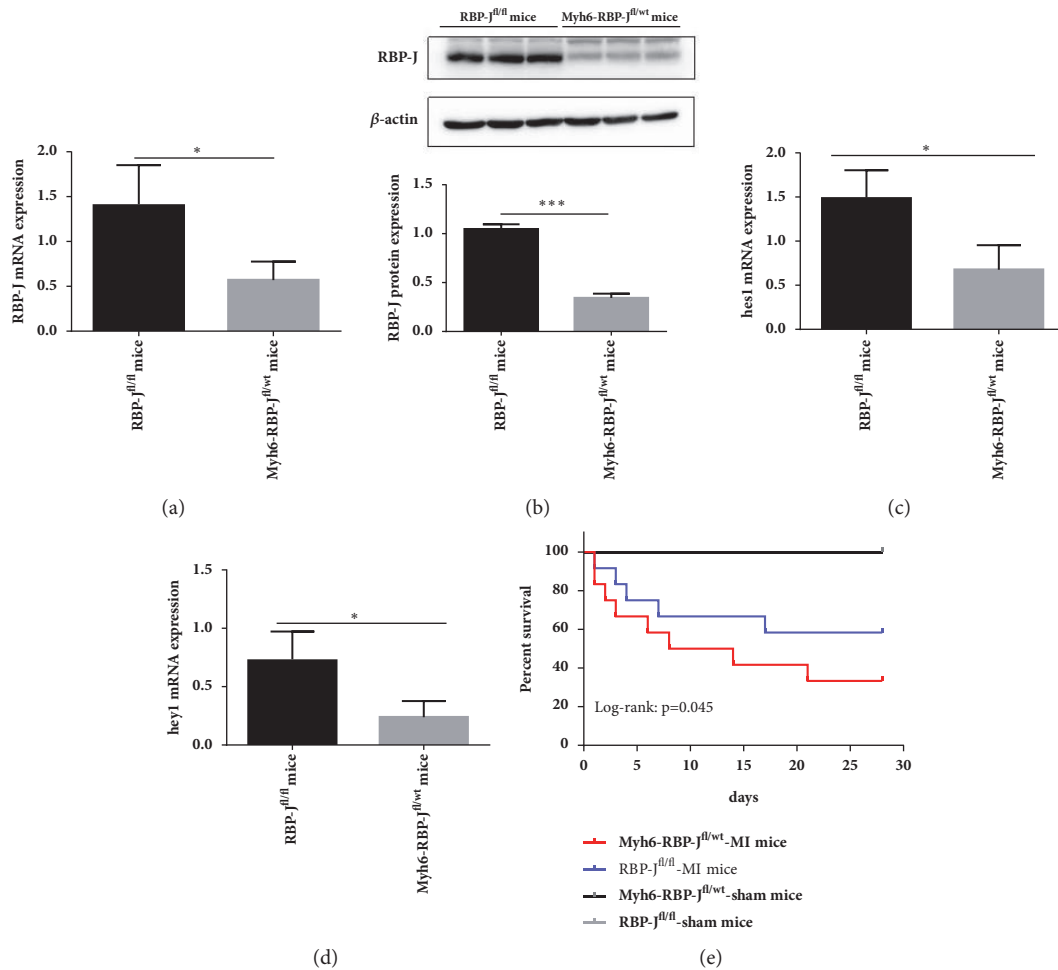 RBP-J^fl/fl mice Myh6-RBP-J^fl/wt mice
RBP-J
β-actin
RBP-J mRNA expression
2.0
1.5
1.0
0.5
0.0
*
RBP-J^fl/fl mice
Myh6-RBP-J^fl/wt mice
(a)
RBP-J protein expression
1.5
1.0
0.5
0.0
***
RBP-J^fl/fl mice
Myh6-RBP-J^fl/wt mice
(b)
hes1 mRNA expression
2.0
1.5
1.0
0.5
0.0
*
RBP-J^fl/fl mice
Myh6-RBP-J^fl/wt mice
(c)
hey1 mRNA expression
1.5
1.0
0.5
0.0
*
RBP-J^fl/fl mice
Myh6-RBP-J^fl/wt mice
(d)
Percent survival
100
80
60
40
20
0
Log-rank: p=0.045
0 5 10 15 20 25 30
days
Myh6-RBP-J^fl/wt-MI mice
RBP-J^fl/fl-MI mice
Myh6-RBP-J^fl/wt-sham mice
RBP-J^fl/fl-sham mice
(e)